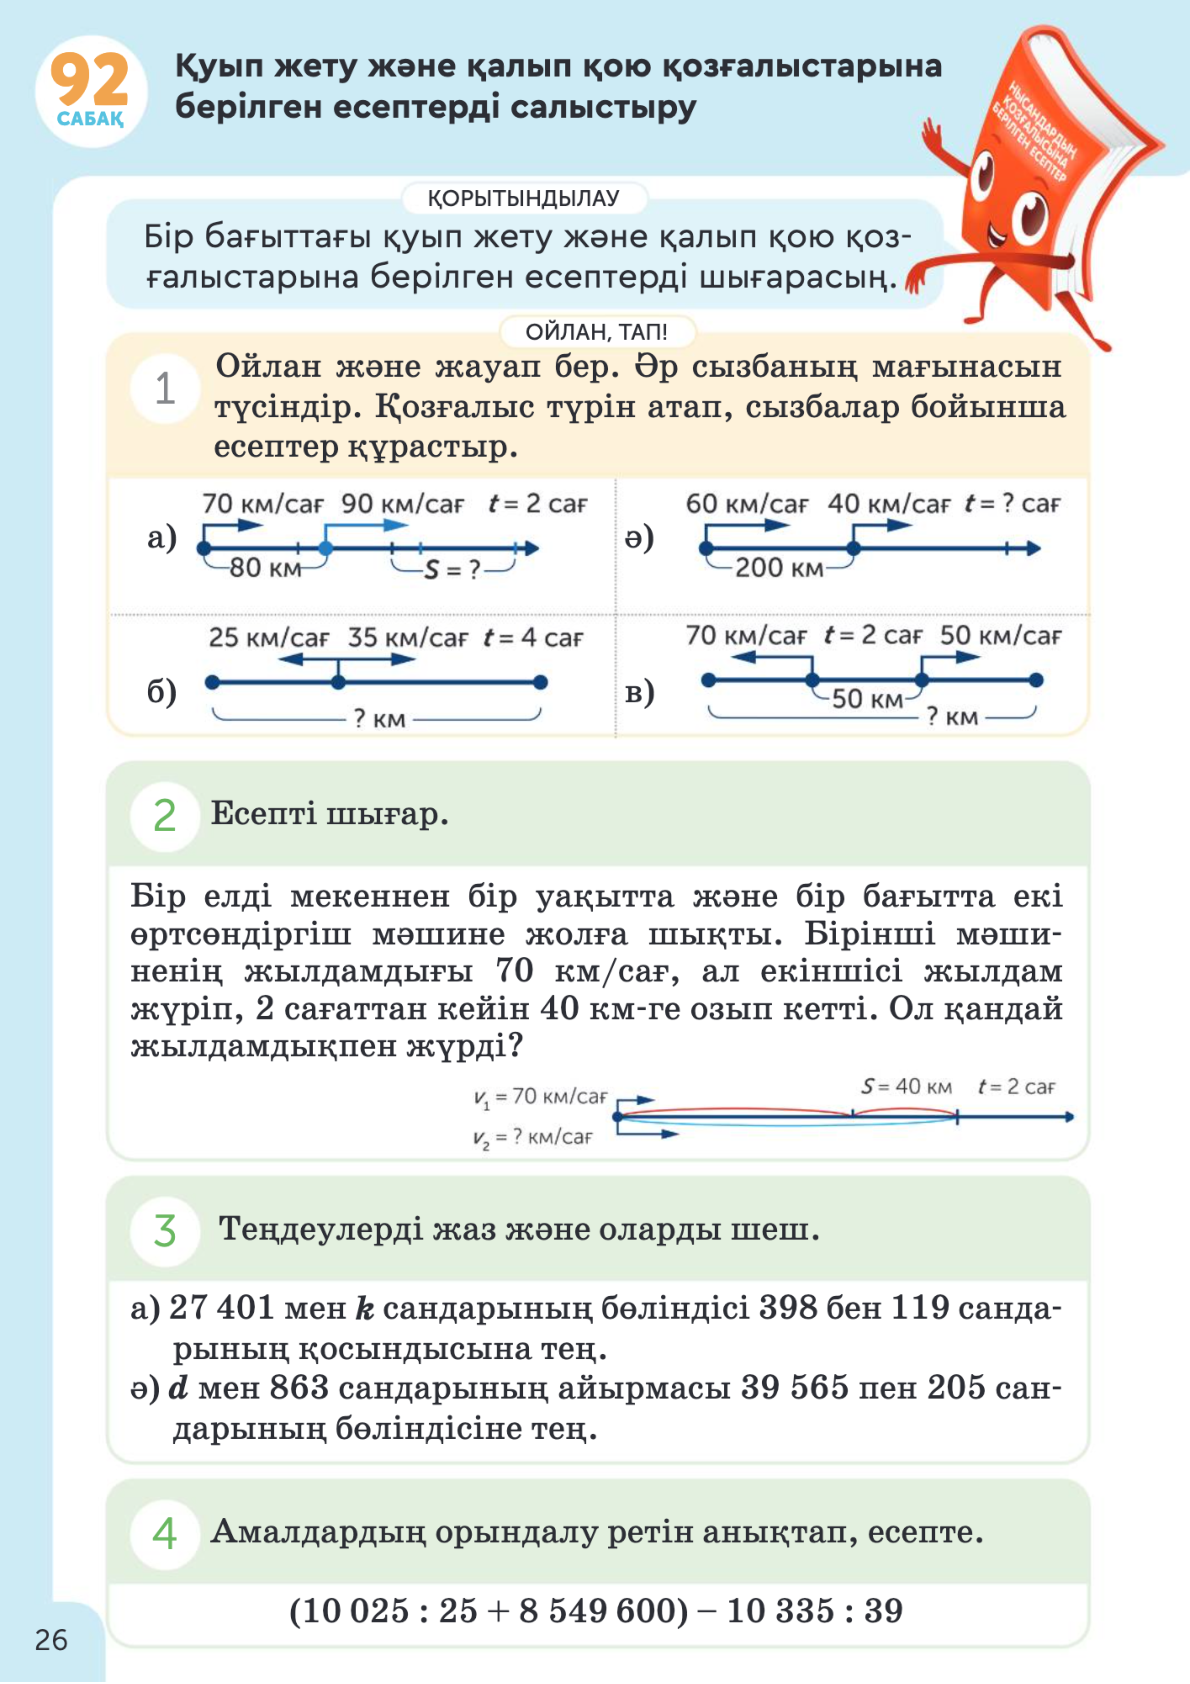 92
САБАҚ
Қуып жету және қалып қою қозғалыстарына
берілген есептерді салыстыру
НЫСАНДАРДЫҢ
ҚОЗҒАЛЫСЫНА
БЕРІЛГЕН ЕСЕПТЕР
ҚОРЫТЫНДЫЛАУ
Бір бағыттағы қуып жету және қалып қою қоз-
ғалыстарына берілген есептерді шығарасың.
ОЙЛАН, ТАП!
1
Ойлан және жауап бер. Әр сызбаның мағынасын
түсіндір. Қозғалыс түрін атап, сызбалар бойынша
есептер құрастыр.
70 км/сағ 90 км/сағ t = 2 сағ
а)
80 км S = ?
60 км/сағ 40 км/сағ t = ? сағ
ә)
200 км
25 км/сағ 35 км/сағ t = 4 сағ
б)
? км
70 км/сағ t = 2 сағ 50 км/сағ
в)
50 км
? км
2 Есепті шығар.
Бір елді мекеннен бір уақытта және бір бағытта екі
өртсөндіргіш мәшине жолға шықты. Бірінші мәши-
ненің жылдамдығы 70 км/сағ, ал екіншісі жылдам
жүріп, 2 сағаттан кейін 40 км-ге озып кетті. Ол қандай
жылдамдықпен жүрді?
S = 40 км t = 2 сағ
v₁ = 70 км/сағ
v₂ = ? км/сағ
3 Теңдеулерді жаз және оларды шеш.
а) 27 401 мен k сандарының бөліндісі 398 бен 119 санда-
рының қосындысына тең.
ә) d мен 863 сандарының айырмасы 39 565 пен 205 сан-
дарының бөліндісіне тең.
4 Амалдардың орындалу ретін анықтап, есепте.
(10 025 : 25 + 8 549 600) – 10 335 : 39
26